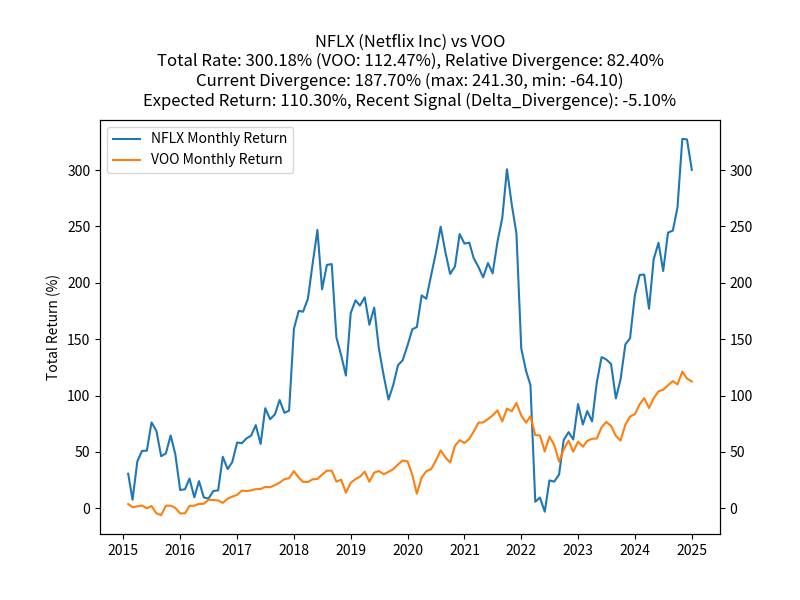 NFLX (Netflix Inc) vs VOO
Total Rate: 300.18% (VOO: 112.47%), Relative Divergence: 82.40%
Current Divergence: 187.70% (max: 241.30, min: -64.10)
Expected Return: 110.30%, Recent Signal (Delta_Divergence): -5.10%
NFLX Monthly Return
VOO Monthly Return
Total Return (%)
300
250
200
150
100
50
0
300
250
200
150
100
50
0
2015 2016 2017 2018 2019 2020 2021 2022 2023 2024 2025